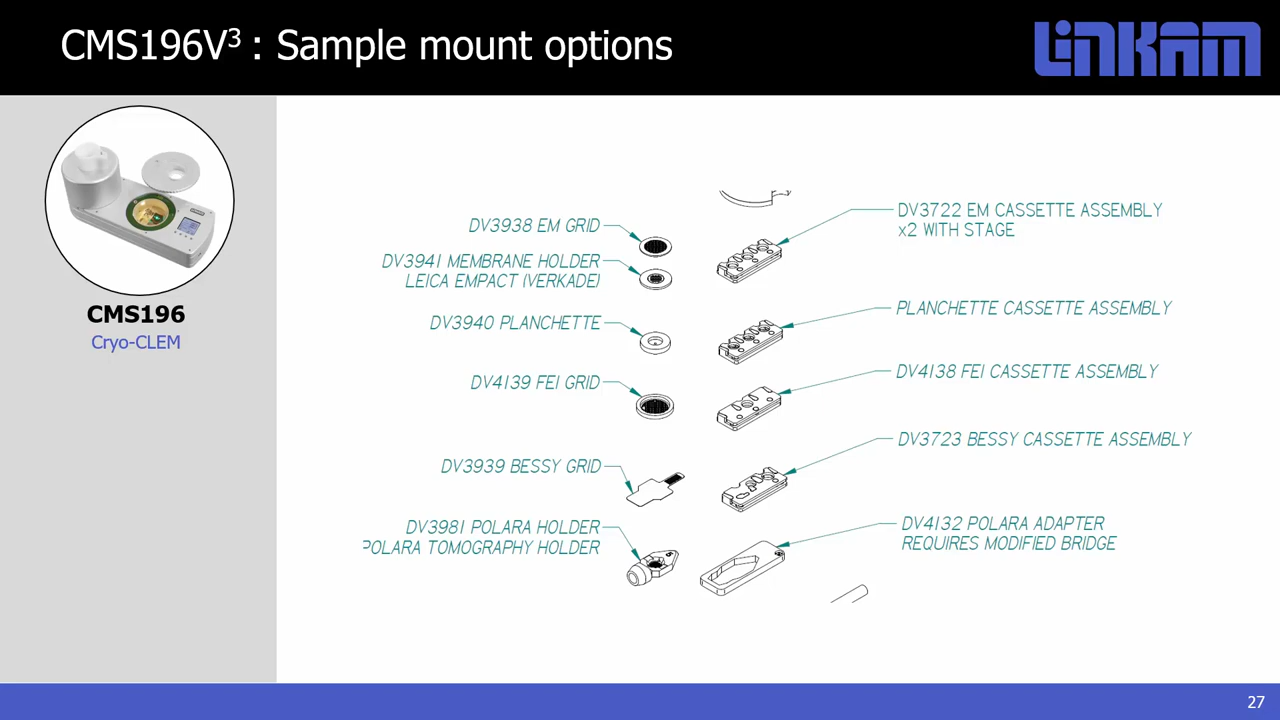 CMS196V³ : Sample mount options
LINKAM
CMS196
Cryo-CLEM
DV3938 EM GRID
DV3941 MEMBRANE HOLDER
LEICA EMPACT (VERKADE)
DV3940 PLANCHETTE
DV4139 FEI GRID
DV3939 BESSY GRID
DV3981 POLARA HOLDER
POLARA TOMOGRAPHY HOLDER
DV3722 EM CASSETTE ASSEMBLY
x2 WITH STAGE
PLANCHETTE CASSETTE ASSEMBLY
DV4138 FEI CASSETTE ASSEMBLY
DV3723 BESSY CASSETTE ASSEMBLY
DV4132 POLARA ADAPTER
REQUIRES MODIFIED BRIDGE
27